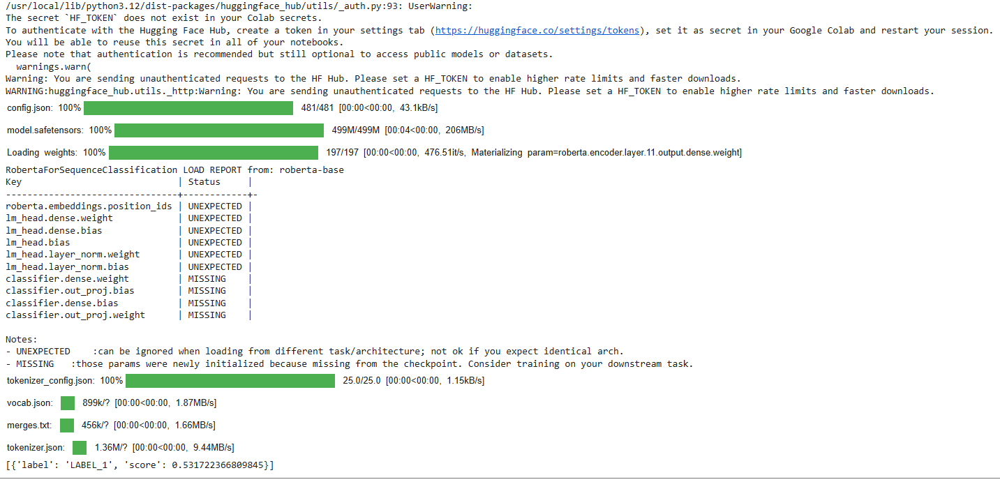 /usr/local/lib/python3.12/dist-packages/huggingface_hub/utils/_auth.py:93: UserWarning:
The secret `HF_TOKEN` does not exist in your Colab secrets.
To authenticate with the Hugging Face Hub, create a token in your settings tab (https://huggingface.co/settings/tokens), set it as secret in your Google Colab and restart your session.
You will be able to reuse this secret in all of your notebooks.
Please note that authentication is recommended but still optional to access public models or datasets.
  warnings.warn(
Warning: You are sending unauthenticated requests to the HF Hub. Please set a HF_TOKEN to enable higher rate limits and faster downloads.
WARNING:huggingface_hub.utils._http:Warning: You are sending unauthenticated requests to the HF Hub. Please set a HF_TOKEN to enable higher rate limits and faster downloads.
config.json: 100% 481/481 [00:00<00:00, 43.1kB/s]
model.safetensors: 100% 499M/499M [00:04<00:00, 206MB/s]
Loading weights: 100% 197/197 [00:00<00:00, 476.51it/s, Materializing param=roberta.encoder.layer.11.output.dense.weight]
RobertaForSequenceClassification LOAD REPORT from: roberta-base
Key                             | Status     |
--------------------------------+------------+-
roberta.embeddings.position_ids | UNEXPECTED |
lm_head.dense.weight            | UNEXPECTED |
lm_head.dense.bias              | UNEXPECTED |
lm_head.bias                    | UNEXPECTED |
lm_head.layer_norm.weight       | UNEXPECTED |
lm_head.layer_norm.bias         | UNEXPECTED |
classifier.dense.weight         | MISSING    |
classifier.out_proj.bias        | MISSING    |
classifier.dense.bias           | MISSING    |
classifier.out_proj.weight      | MISSING    |
Notes:
- UNEXPECTED    :can be ignored when loading from different task/architecture; not ok if you expect identical arch.
- MISSING   :those params were newly initialized because missing from the checkpoint. Consider training on your downstream task.
tokenizer_config.json: 100% 25.0/25.0 [00:00<00:00, 1.15kB/s]
vocab.json: 899k/? [00:00<00:00, 1.87MB/s]
merges.txt: 456k/? [00:00<00:00, 1.66MB/s]
tokenizer.json: 1.36M/? [00:00<00:00, 9.44MB/s]
[{'label': 'LABEL_1', 'score': 0.531722366809845}]